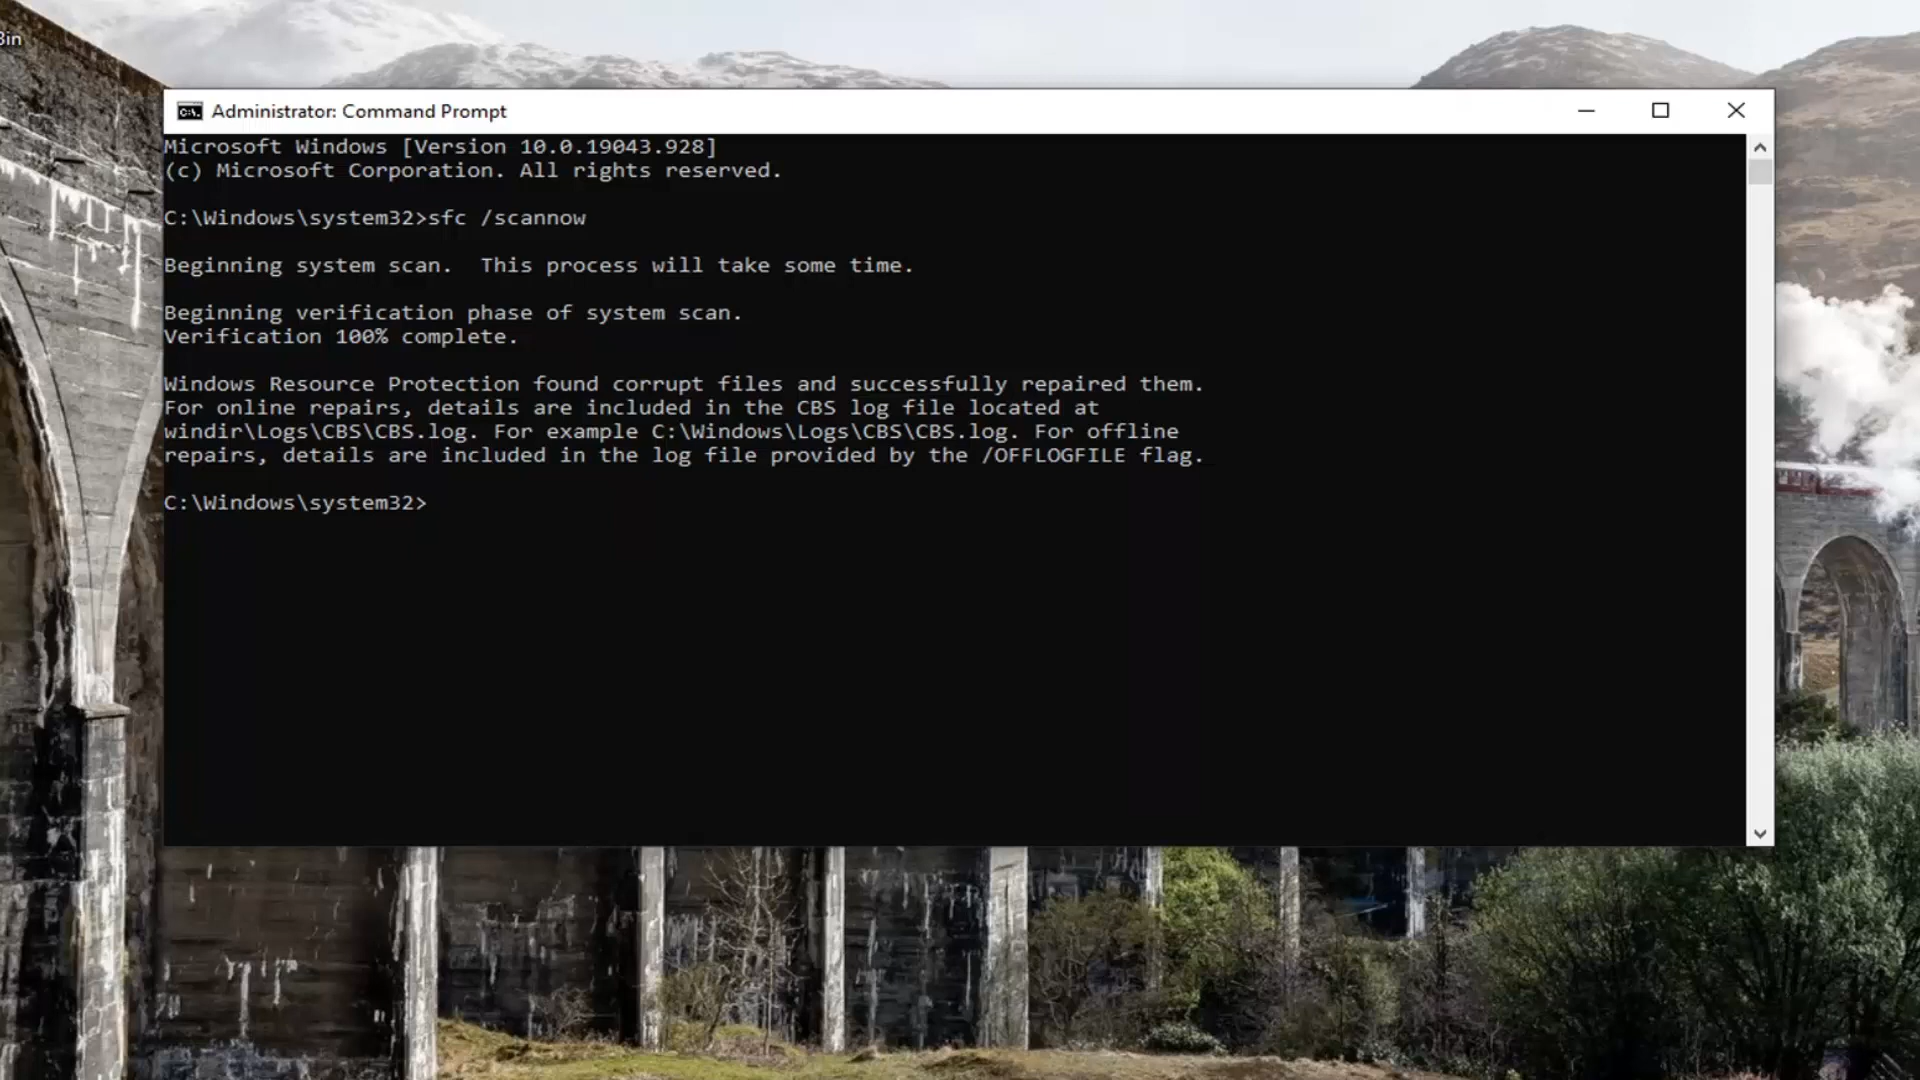 Bin
Administrator: Command Prompt
Microsoft Windows [Version 10.0.19043.928]
(c) Microsoft Corporation. All rights reserved.
C:\Windows\system32>sfc /scannow
Beginning system scan.  This process will take some time.
Beginning verification phase of system scan.
Verification 100% complete.
Windows Resource Protection found corrupt files and successfully repaired them.
For online repairs, details are included in the CBS log file located at
windir\Logs\CBS\CBS.log. For example C:\Windows\Logs\CBS\CBS.log. For offline
repairs, details are included in the log file provided by the /OFFLOGFILE flag.
C:\Windows\system32>